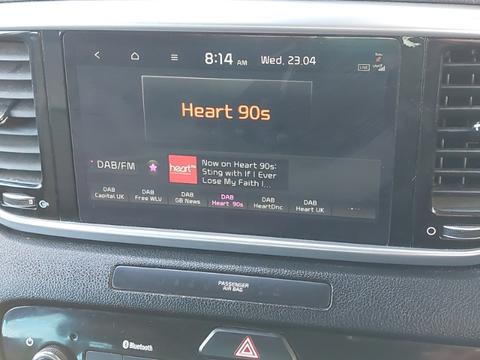 8:14 AM Wed, 23.04
LIVE
Heart 90s
DAB/FM
heart
Now on Heart 90s:
Sting with If I Ever
Lose My Faith I...
DAB Capital UK
DAB Free WLV
DAB GB News
DAB Heart 90s
DAB HeartDnc
DAB Heart UK
PASSENGER
AIR BAG
Bluetooth